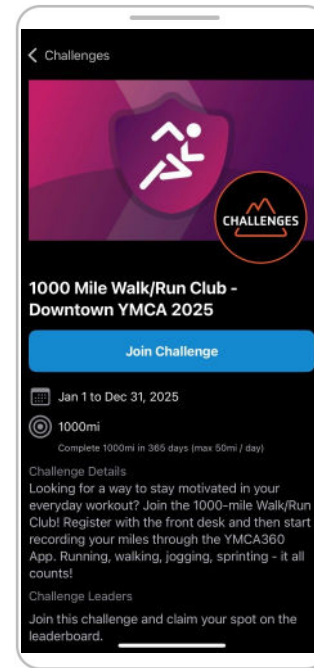 Challenges
CHALLENGES
1000 Mile Walk/Run Club -
Downtown YMCA 2025
Join Challenge
Jan 1 to Dec 31, 2025
1000mi
Complete 1000mi in 365 days (max 50mi / day)
Challenge Details
Looking for a way to stay motivated in your
everyday workout? Join the 1000-mile Walk/Run
Club! Register with the front desk and then start
recording your miles through the YMCA360
App. Running, walking, jogging, sprinting - it all
counts!
Challenge Leaders
Join this challenge and claim your spot on the
leaderboard.